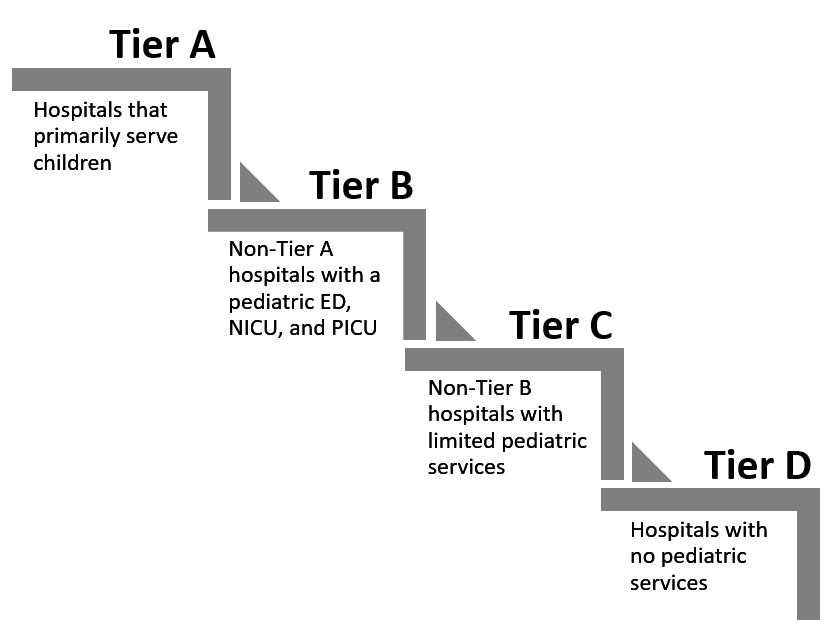 Tier A
Hospitals that
primarily serve
children
Tier B
Non-Tier A
hospitals with a
pediatric ED,
NICU, and PICU
Tier C
Non-Tier B
hospitals with
limited pediatric
services
Tier D
Hospitals with
no pediatric
services